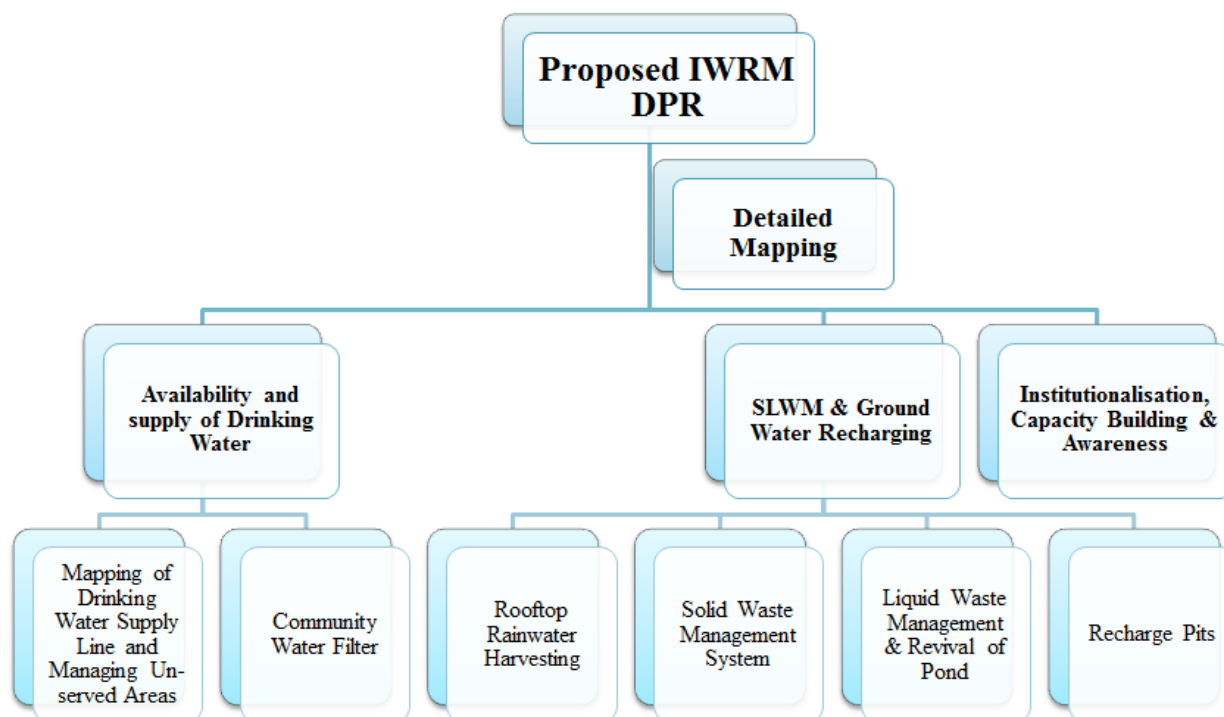 Proposed IWRM
DPR
Detailed
Mapping
Availability and
supply of Drinking
Water
SLWM & Ground
Water Recharging
Institutionalisation,
Capacity Building &
Awareness
Mapping of
Drinking
Water Supply
Line and
Managing Un-
served Areas
Community
Water Filter
Rooftop
Rainwater
Harvesting
Solid Waste
Management
System
Liquid Waste
Management
& Revival of
Pond
Recharge Pits